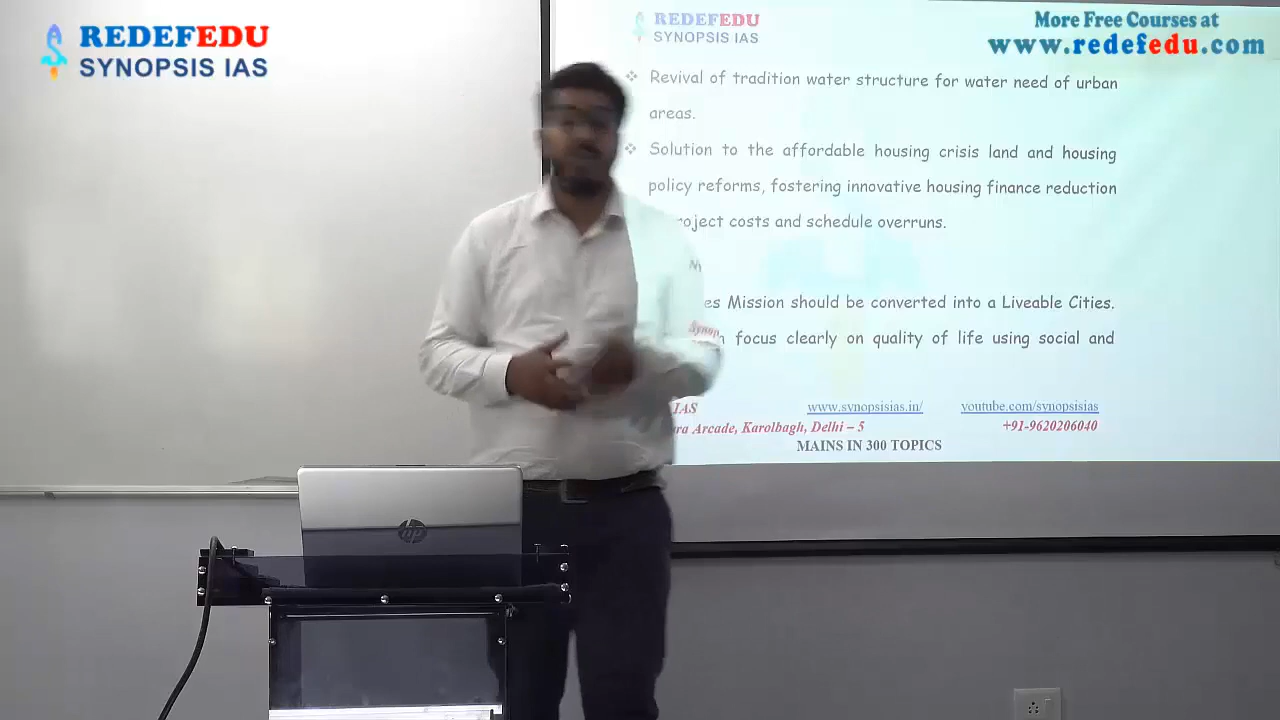 REDEFEDU
SYNOPSIS IAS
REDEFEDU
SYNOPSIS IAS
More Free Courses at
www.redefedu.com
❖ Revival of tradition water structure for water need of urban
areas.
❖ Solution to the affordable housing crisis land and housing
policy reforms, fostering innovative housing finance reduction
costs and schedule overruns.
Mission should be converted into a Liveable Cities.
focus clearly on quality of life using social and
IAS
www.synopsisias.in/
youtube.com/synopsisias
Arcade, Karolbagh, Delhi – 5
+91-9620206040
MAINS IN 300 TOPICS
hp